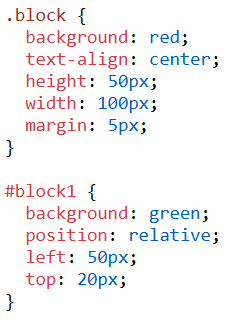 .block {
  background: red;
  text-align: center;
  height: 50px;
  width: 100px;
  margin: 5px;
}

#block1 {
  background: green;
  position: relative;
  left: 50px;
  top: 20px;
}